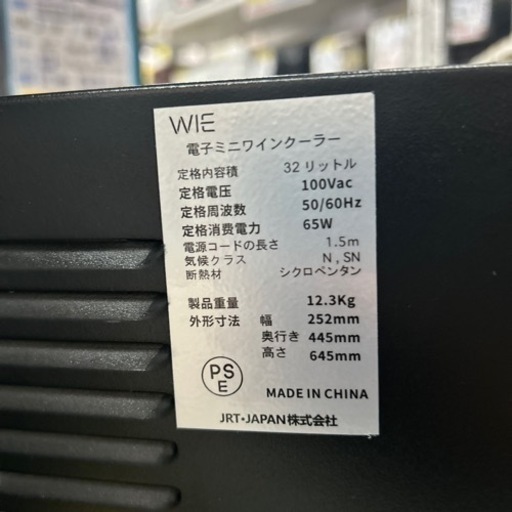 WIE
電子ミニワインクーラー
定格内容積 32リットル
定格電圧 100Vac
定格周波数 50/60Hz
定格消費電力 65W
電源コードの長さ 1.5m
気候クラス N,SN
断熱材 シクロペンタン
製品重量 12.3Kg
外形寸法 幅 252mm
奥行き 445mm
高さ 645mm
PS
E
MADE IN CHINA
JRT・JAPAN株式会社